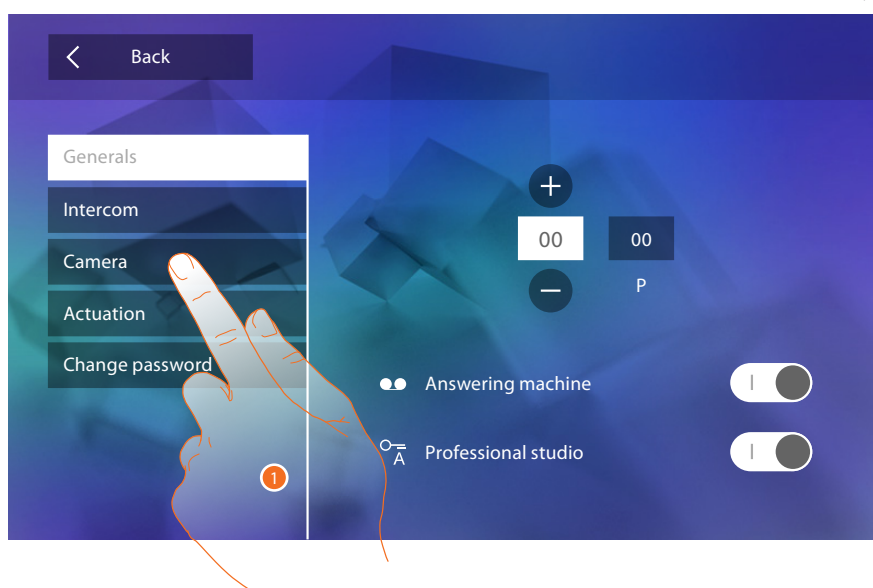 Back
Generals
Intercom
Camera
Actuation
Change password
00 00
P
Answering machine
A Professional studio
1